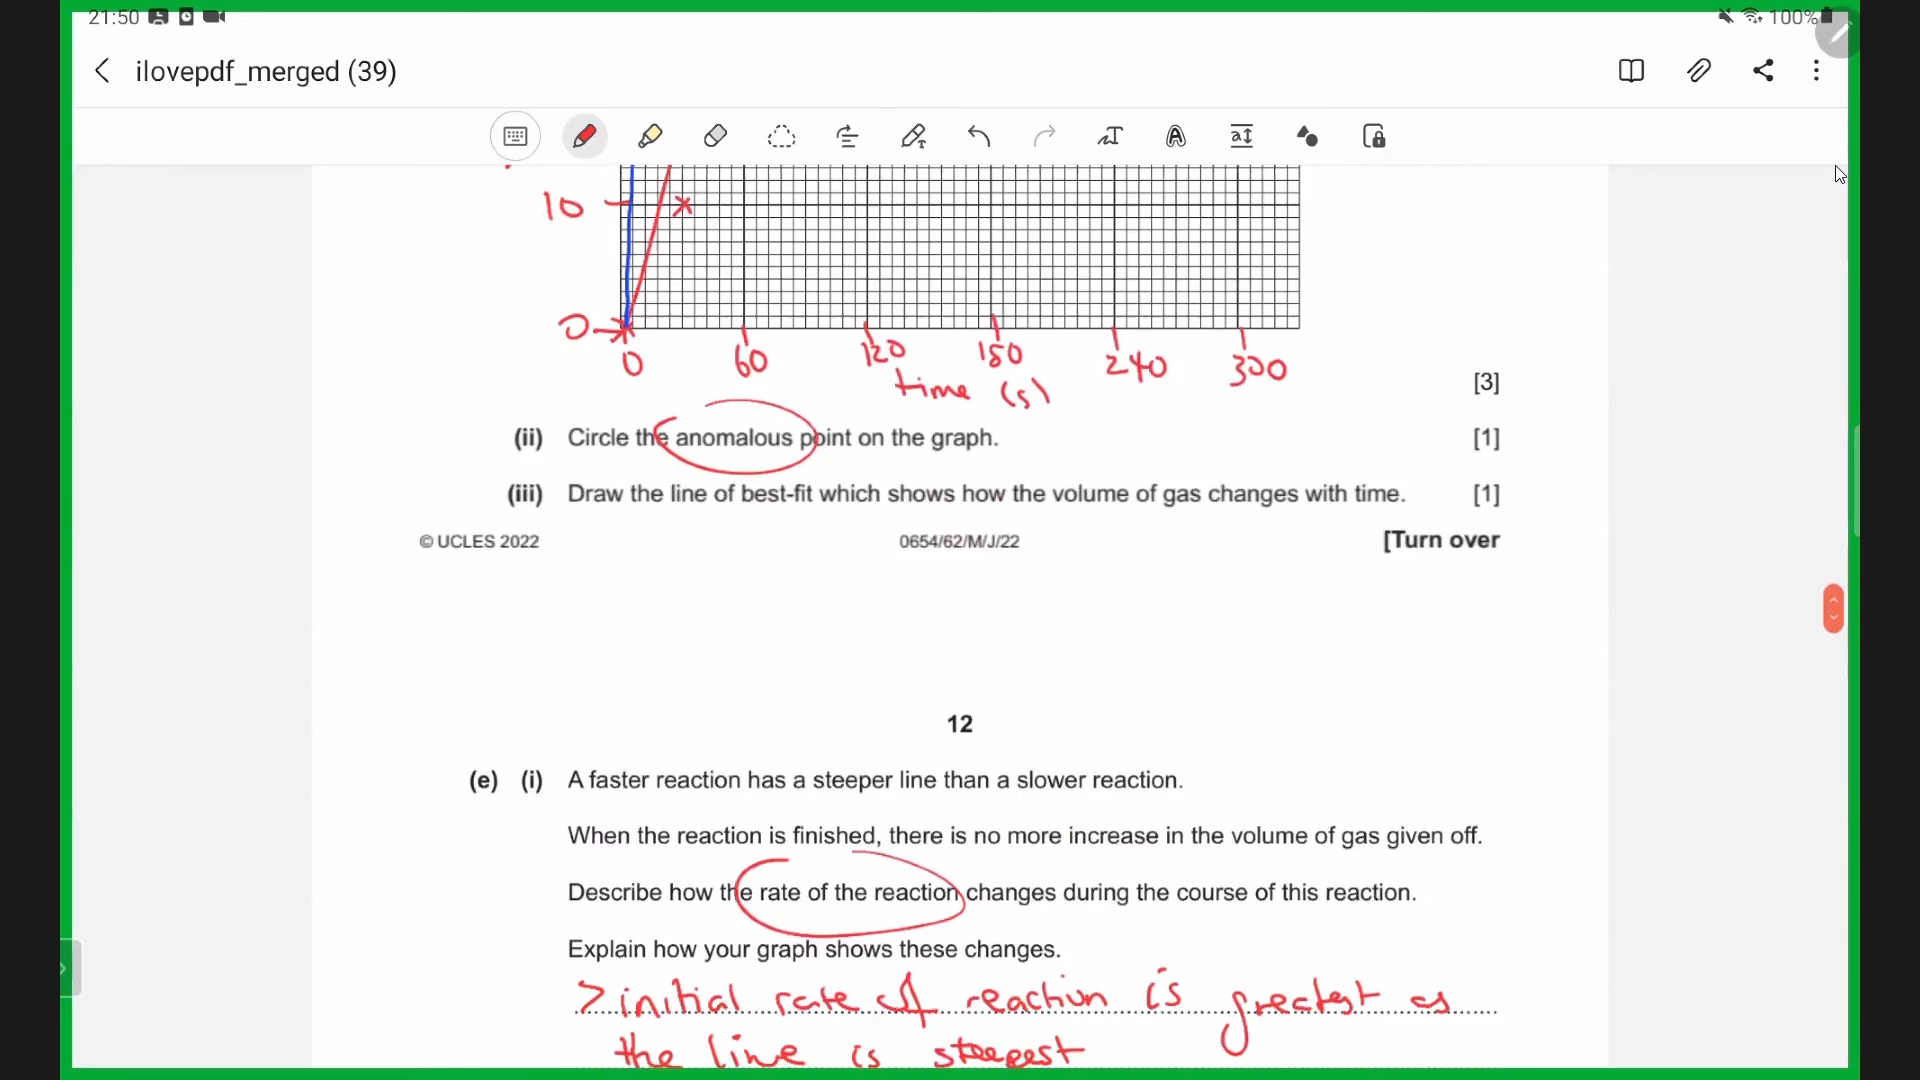 21:50 100%
ilovepdf_merged (39)
10
0
0 60 120 180 240 300
time (s)
[3]
(ii) Circle the anomalous point on the graph. [1]
(iii) Draw the line of best-fit which shows how the volume of gas changes with time. [1]
© UCLES 2022 0654/62/M/J/22 [Turn over
12
(e) (i) A faster reaction has a steeper line than a slower reaction.
When the reaction is finished, there is no more increase in the volume of gas given off.
Describe how the rate of the reaction changes during the course of this reaction.
Explain how your graph shows these changes.
> initial rate of reaction is greatest as
the line is steepest